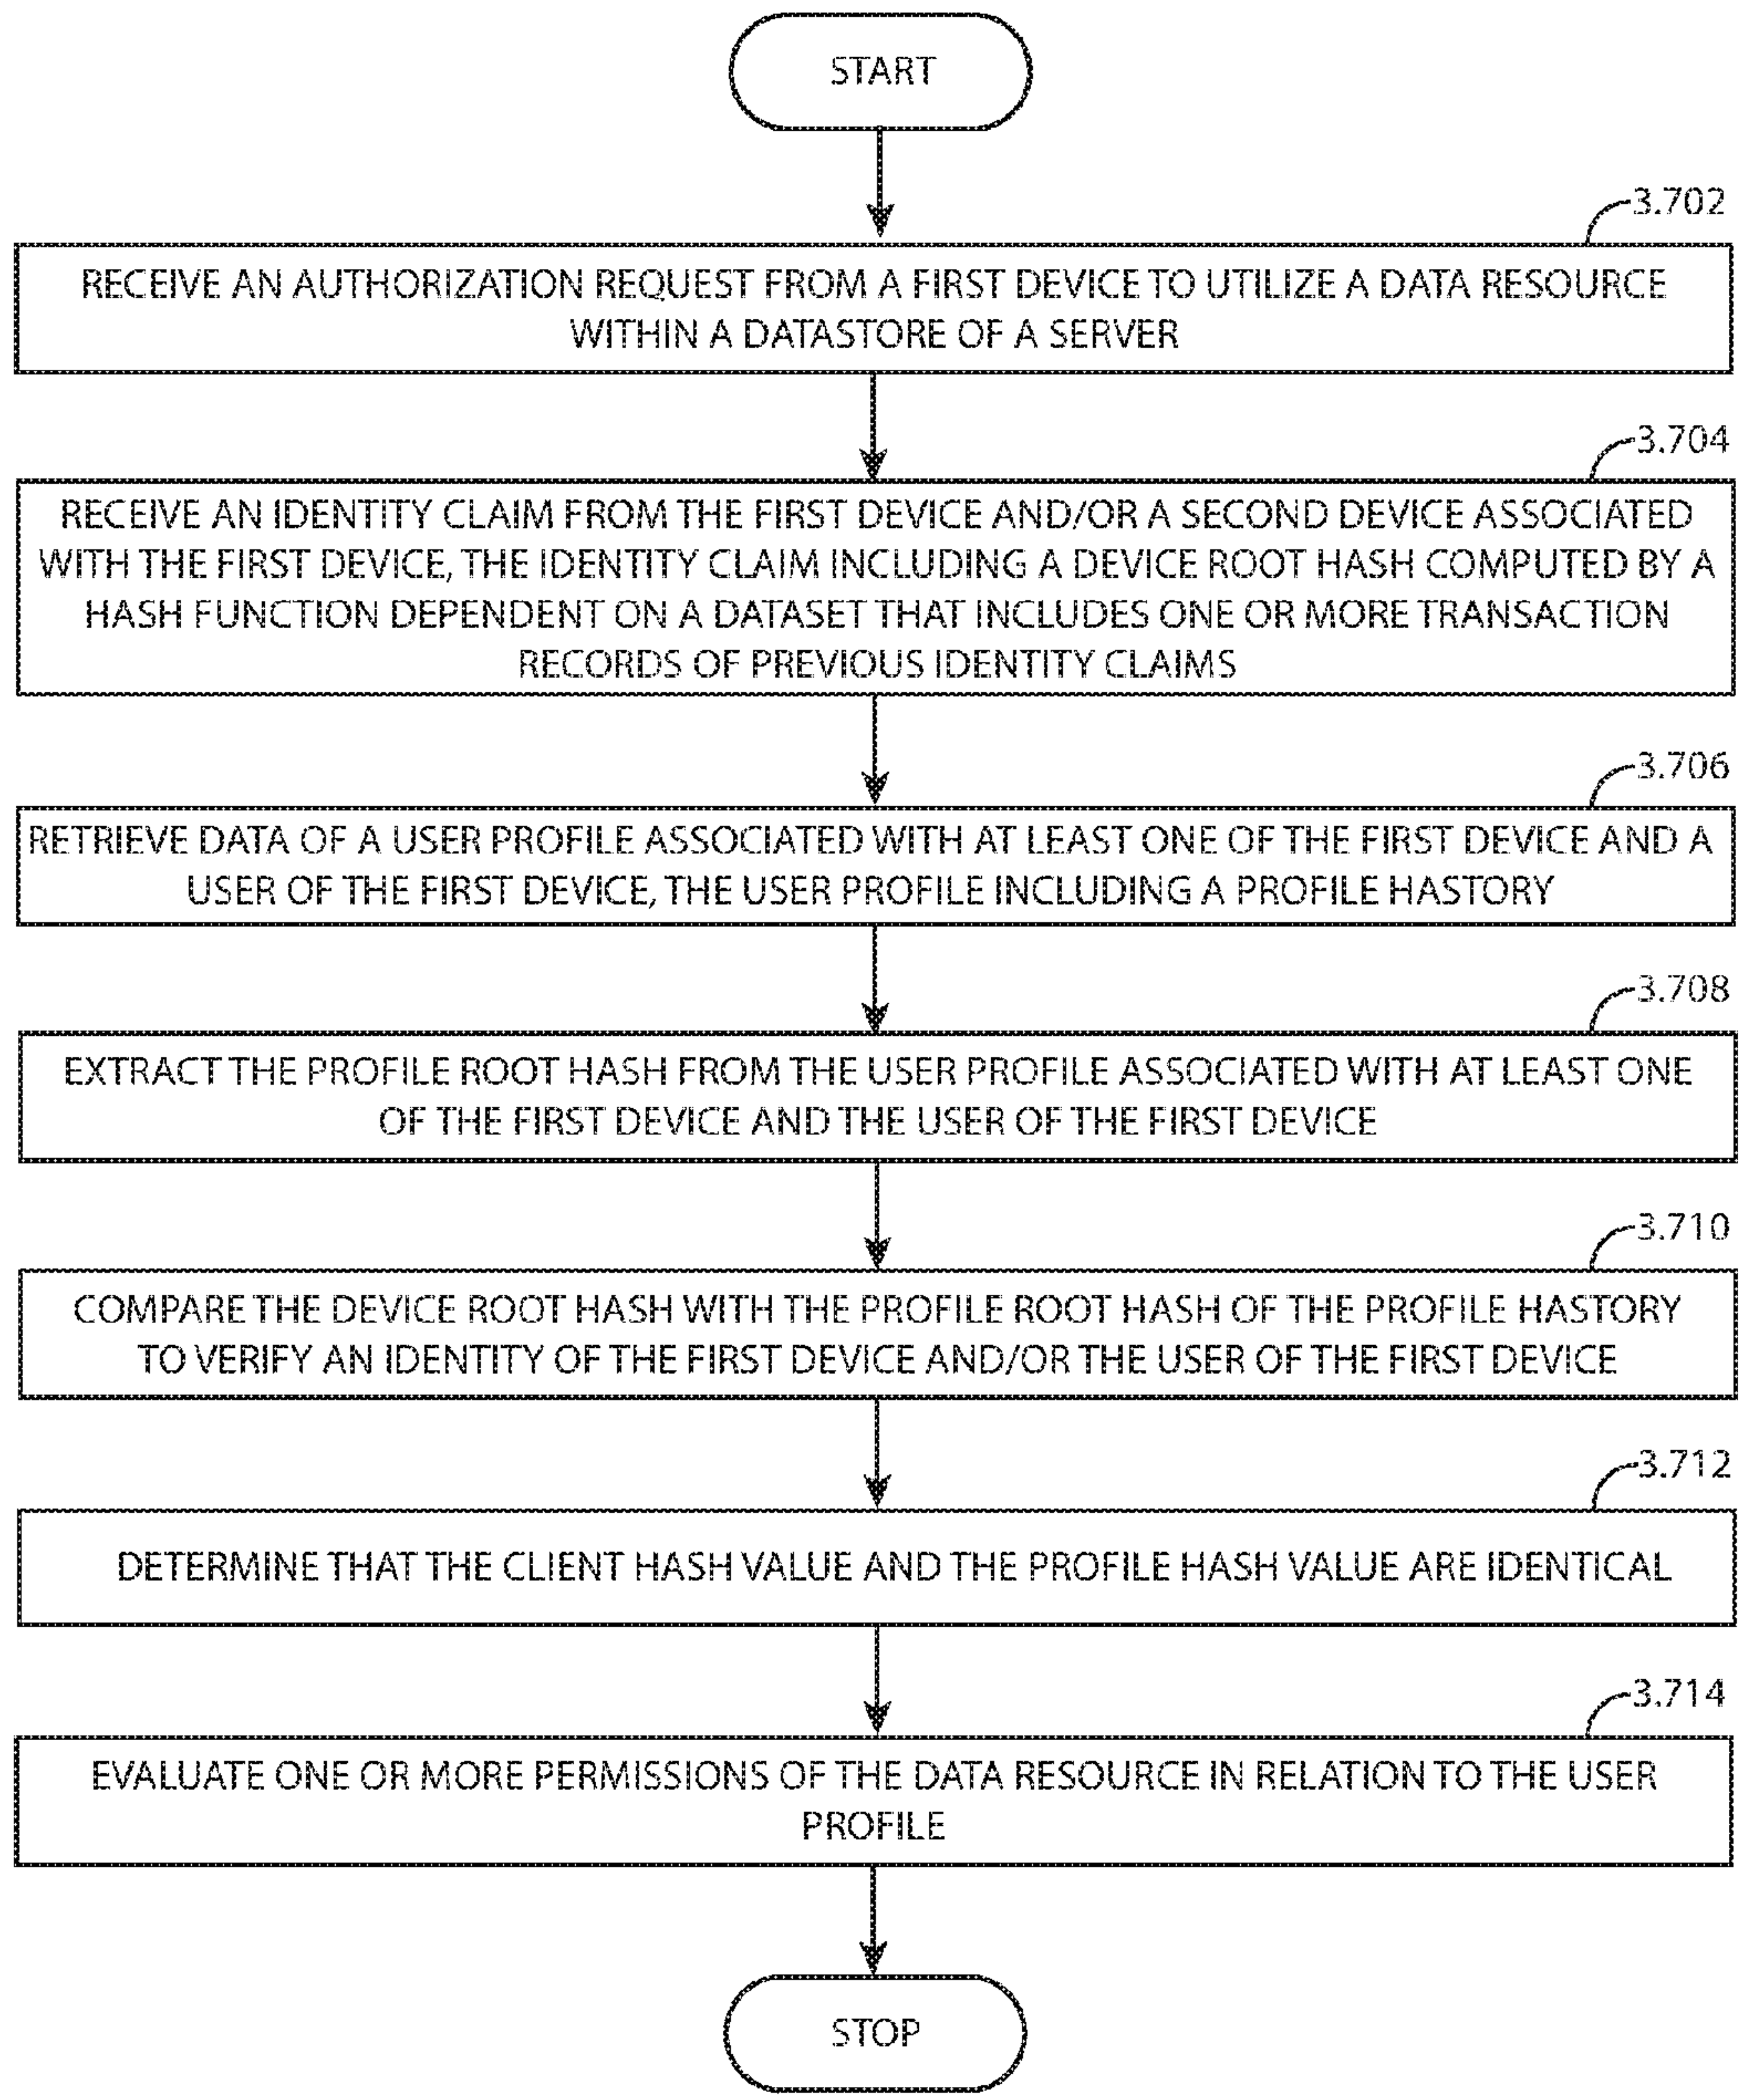 START
3.702
RECEIVE AN AUTHORIZATION REQUEST FROM A FIRST DEVICE TO UTILIZE A DATA RESOURCE
WITHIN A DATASTORE OF A SERVER
3.704
RECEIVE AN IDENTITY CLAIM FROM THE FIRST DEVICE AND/OR A SECOND DEVICE ASSOCIATED
WITH THE FIRST DEVICE, THE IDENTITY CLAIM INCLUDING A DEVICE ROOT HASH COMPUTED BY A
HASH FUNCTION DEPENDENT ON A DATASET THAT INCLUDES ONE OR MORE TRANSACTION
RECORDS OF PREVIOUS IDENTITY CLAIMS
3.706
RETRIEVE DATA OF A USER PROFILE ASSOCIATED WITH AT LEAST ONE OF THE FIRST DEVICE AND A
USER OF THE FIRST DEVICE, THE USER PROFILE INCLUDING A PROFILE HASTORY
3.708
EXTRACT THE PROFILE ROOT HASH FROM THE USER PROFILE ASSOCIATED WITH AT LEAST ONE
OF THE FIRST DEVICE AND THE USER OF THE FIRST DEVICE
3.710
COMPARE THE DEVICE ROOT HASH WITH THE PROFILE ROOT HASH OF THE PROFILE HASTORY
TO VERIFY AN IDENTITY OF THE FIRST DEVICE AND/OR THE USER OF THE FIRST DEVICE
3.712
DETERMINE THAT THE CLIENT HASH VALUE AND THE PROFILE HASH VALUE ARE IDENTICAL
3.714
EVALUATE ONE OR MORE PERMISSIONS OF THE DATA RESOURCE IN RELATION TO THE USER
PROFILE
STOP